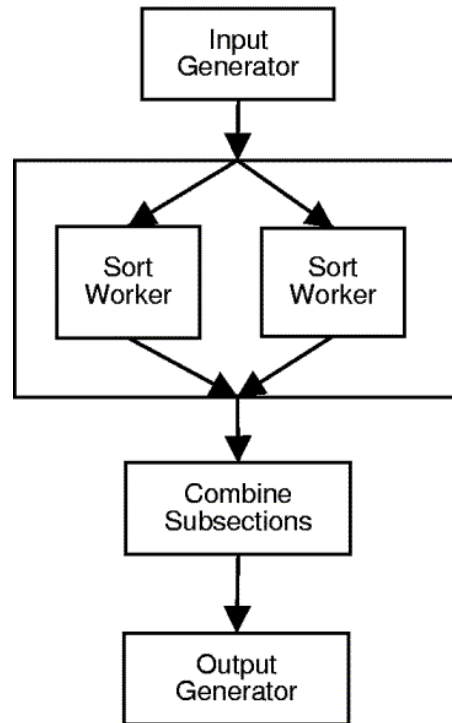 Input
Generator
Sort
Worker
Sort
Worker
Combine
Subsections
Output
Generator